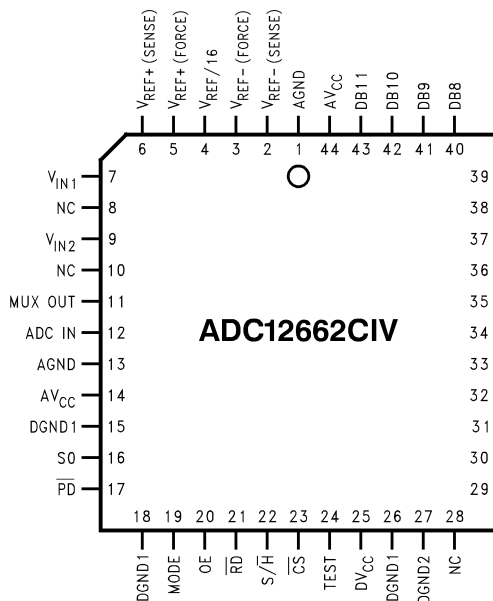 VREF+ (SENSE)
VREF+ (FORCE)
VREF/16
VREF- (FORCE)
VREF- (SENSE)
AGND
AVCC
DB11
DB10
DB9
DB8
6 5 4 3 2 1 44 43 42 41 40
VIN1 7 39
NC 8 38
VIN2 9 37
NC 10 36
MUX OUT 11 35
ADC IN 12 34
ADC12662CIV
AGND 13 33
AVCC 14 32
DGND1 15 31
S0 16 30
PD 17 29
18 19 20 21 22 23 24 25 26 27 28
DGND1
MODE
OE
RD
S/H
CS
TEST
DVCC
DGND1
DGND2
NC